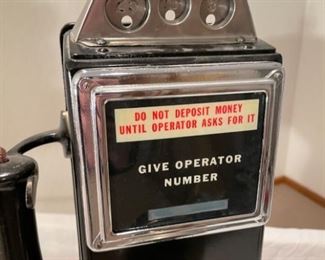 DO NOT DEPOSIT MONEY
UNTIL OPERATOR ASKS FOR IT
GIVE OPERATOR
NUMBER